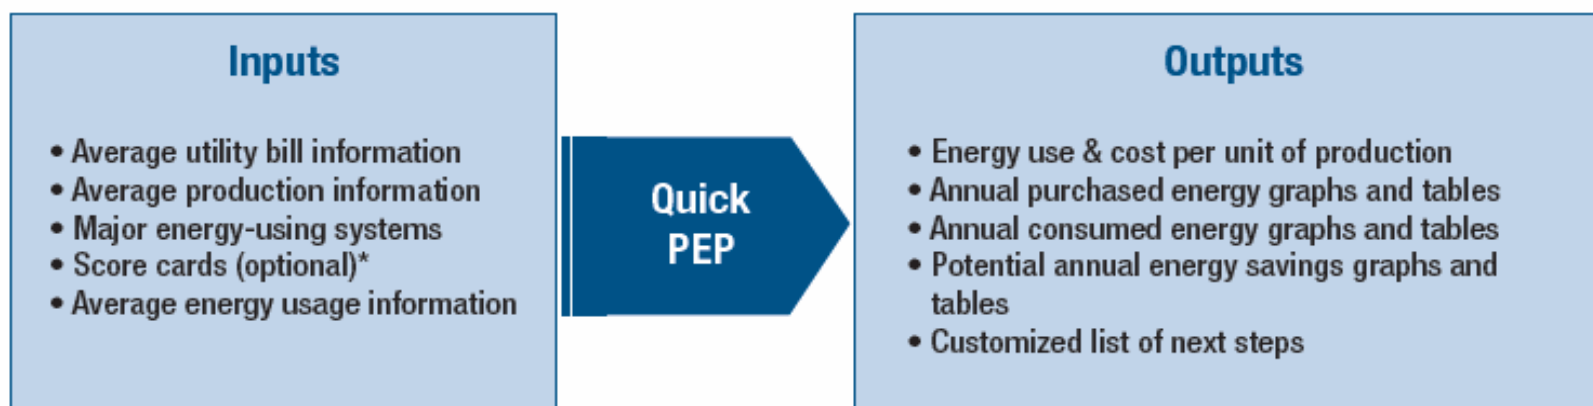 Inputs
• Average utility bill information
• Average production information
• Major energy-using systems
• Score cards (optional)*
• Average energy usage information
Quick
PEP
Outputs
• Energy use & cost per unit of production
• Annual purchased energy graphs and tables
• Annual consumed energy graphs and tables
• Potential annual energy savings graphs and
tables
• Customized list of next steps